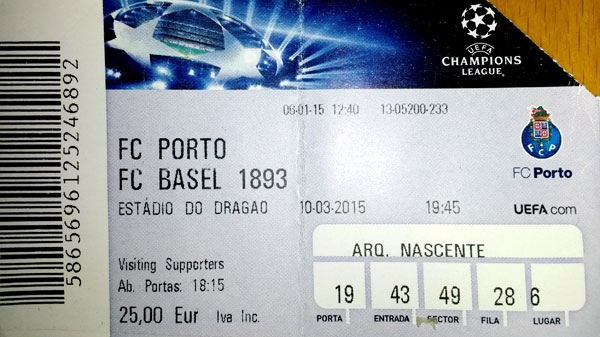 UEFA
CHAMPIONS
LEAGUE
06-01-15 12:40 13-05200-233
FC PORTO
FC BASEL 1893
ESTÁDIO DO DRAGAO 10-03-2015 19:45
FCP
FC Porto
UEFA.com
ARQ. NASCENTE
Visiting Supporters
Ab. Portas: 18:15
25,00 Eur Iva Inc.
19 43 49 28 6
PORTA ENTRADA SECTOR FILA LUGAR
5865696125246892